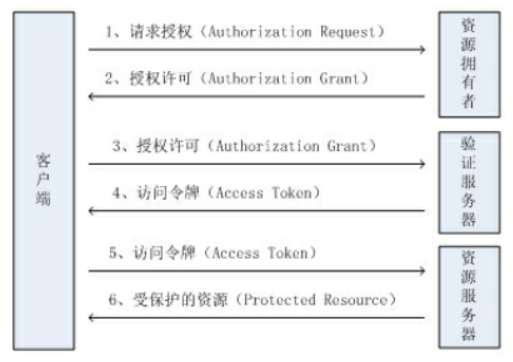 1、请求授权（Authorization Request）
2、授权许可（Authorization Grant）
资源拥有者
3、授权许可（Authorization Grant）
4、访问令牌（Access Token）
验证服务器
客户端
5、访问令牌（Access Token）
6、受保护的资源（Protected Resource）
资源服务器